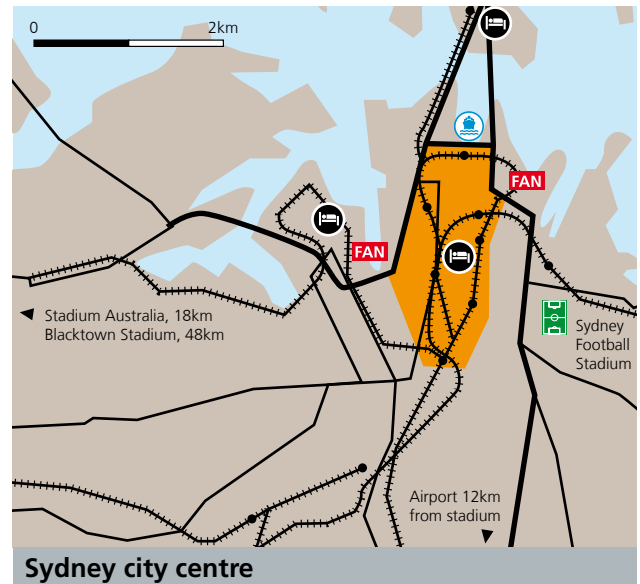 0 2km
FAN
FAN
Stadium Australia, 18km
Blacktown Stadium, 48km
Sydney
Football
Stadium
Airport 12km
from stadium
Sydney city centre